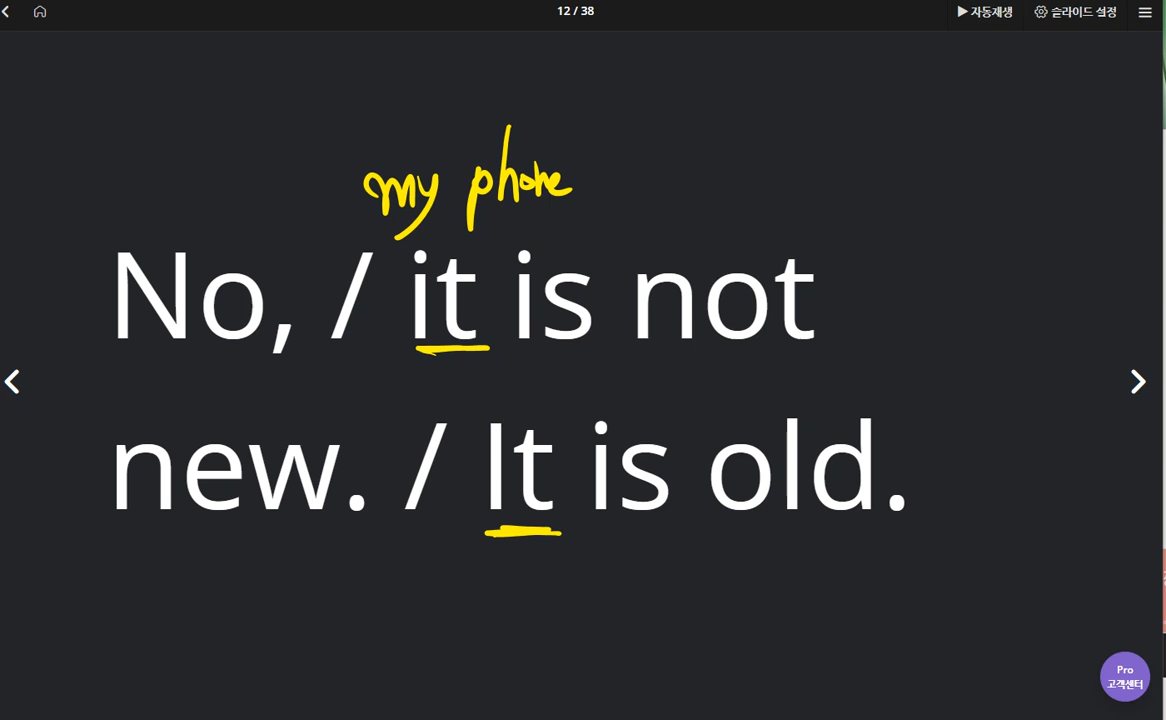 12 / 38
▶ 자동재생
슬라이드 설정
my phone
No, / it is not
new. / It is old.
Pro
고객센터